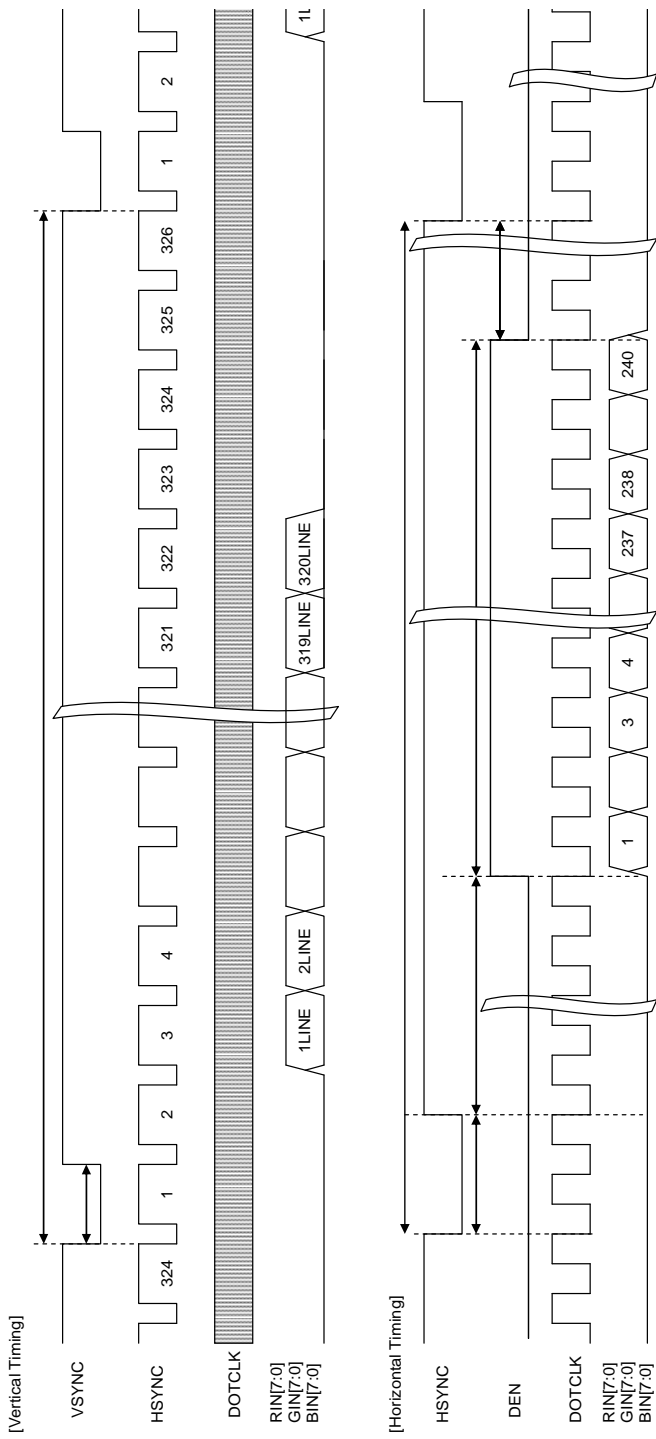 [Vertical Timing]
VSYNC
HSYNC
324
1
2
3
4
321
322
323
324
325
326
1
2
DOTCLK
RIN[7:0]
GIN[7:0]
BIN[7:0]
1LINE
2LINE
319LINE
320LINE
1L
[Horizontal Timing]
HSYNC
DEN
DOTCLK
RIN[7:0]
GIN[7:0]
BIN[7:0]
1
3
4
237
238
240